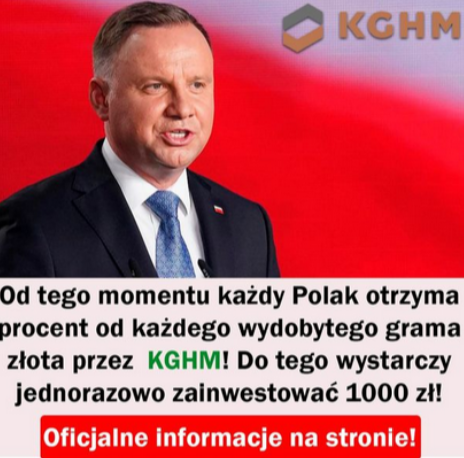 KGHM
Od tego momentu każdy Polak otrzyma
procent od każdego wydobytego grama
złota przez KGHM! Do tego wystarczy
jednorazowo zainwestować 1000 zł!
Oficjalne informacje na stronie!